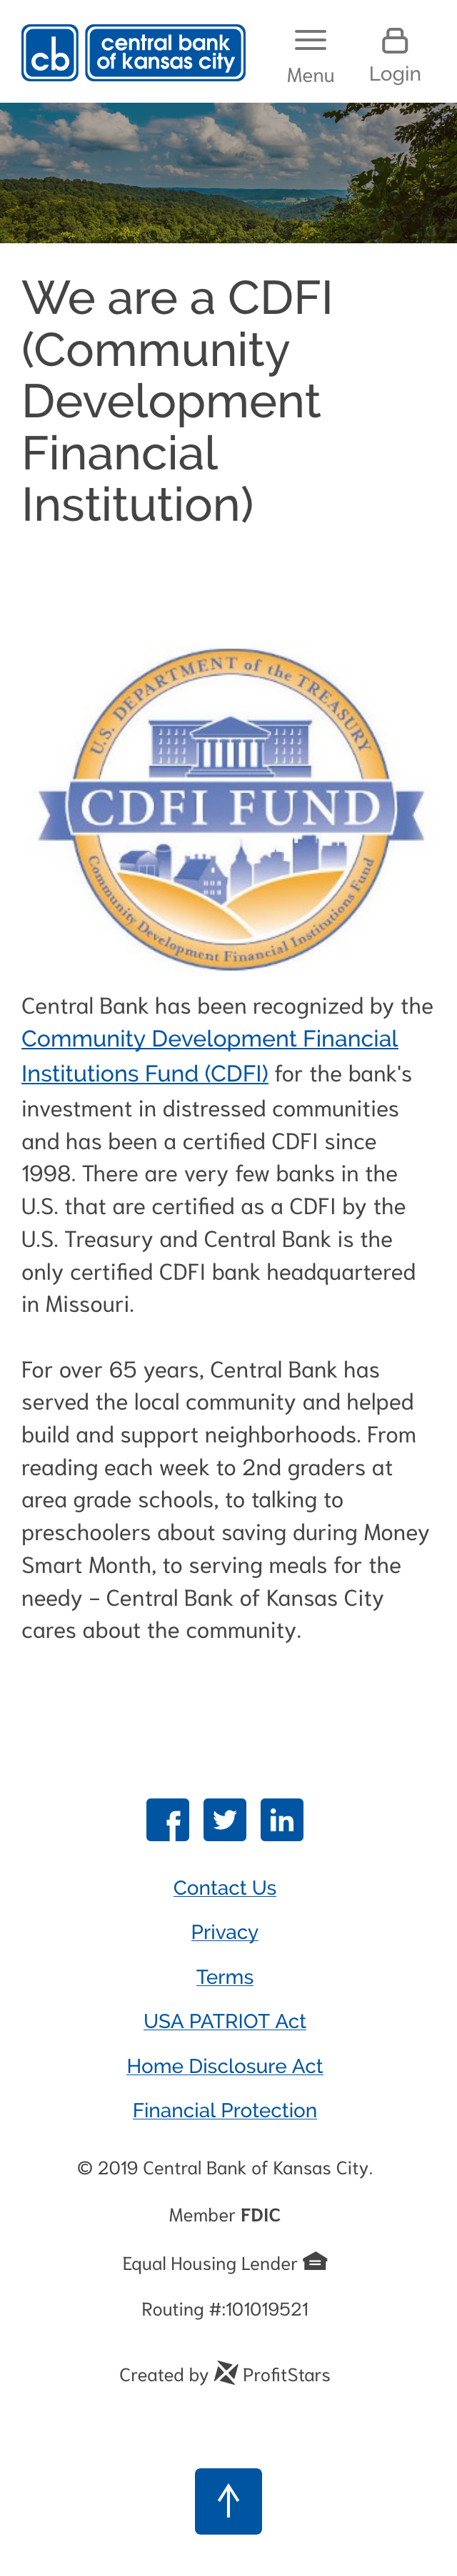 cb
central bank
of kansas city
Menu
Login
We are a CDFI
(Community
Development
Financial
Institution)
U.S. DEPARTMENT of the TREASURY
CDFI FUND
Community Development Financial Institutions Fund
Central Bank has been recognized by the
Community Development Financial
Institutions Fund (CDFI) for the bank's
investment in distressed communities
and has been a certified CDFI since
1998. There are very few banks in the
U.S. that are certified as a CDFI by the
U.S. Treasury and Central Bank is the
only certified CDFI bank headquartered
in Missouri.
For over 65 years, Central Bank has
served the local community and helped
build and support neighborhoods. From
reading each week to 2nd graders at
area grade schools, to talking to
preschoolers about saving during Money
Smart Month, to serving meals for the
needy – Central Bank of Kansas City
cares about the community.
Contact Us
Privacy
Terms
USA PATRIOT Act
Home Disclosure Act
Financial Protection
© 2019 Central Bank of Kansas City.
Member FDIC
Equal Housing Lender
Routing #:101019521
Created by ProfitStars